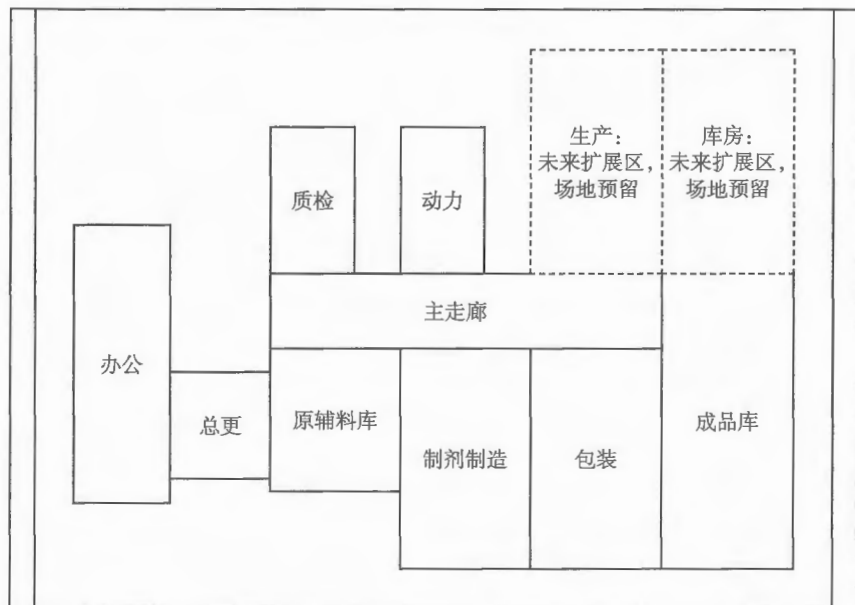 生产：
未来扩展区，
场地预留
库房：
未来扩展区，
场地预留
质检
动力
主走廊
办公
总更
原辅料库
制剂制造
包装
成品库